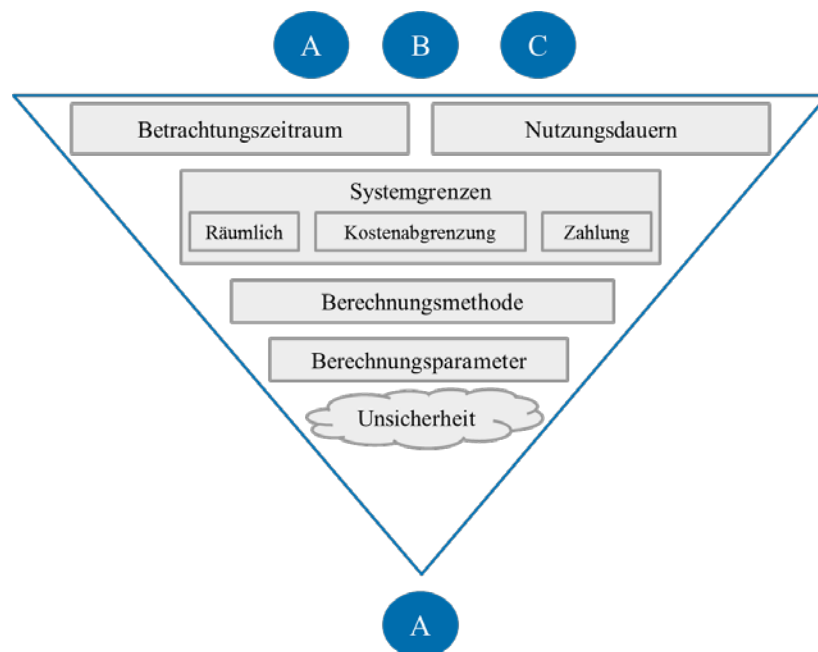 A B C
Betrachtungszeitraum Nutzungsdauern
Systemgrenzen
Räumlich Kostenabgrenzung Zahlung
Berechnungsmethode
Berechnungsparameter
Unsicherheit
A